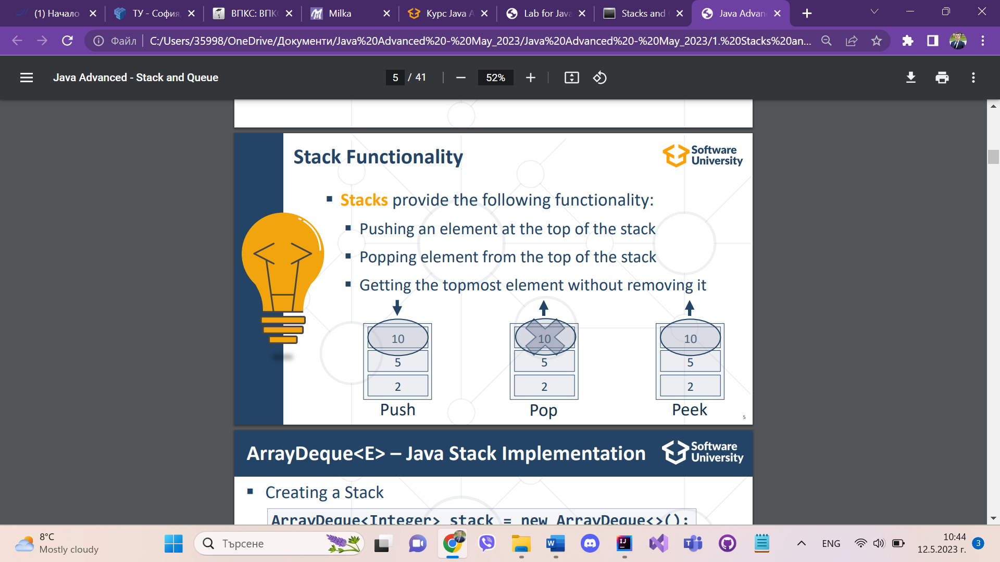 (1) Начало
ТУ - София,
ВПКС: ВПК
Milka
Курс Java A
Lab for Java
Stacks and
Java Advan
Файл
C:/Users/35998/OneDrive/Документи/Java%20Advanced%20-%20May_2023/Java%20Advanced%20-%20May_2023/1.%20Stacks%20an...
Java Advanced - Stack and Queue
5 / 41
52%
Stack Functionality
Software
University
Stacks provide the following functionality:
Pushing an element at the top of the stack
Popping element from the top of the stack
Getting the topmost element without removing it
10 10 10
5 5 5
2 2 2
Push Pop Peek
5
ArrayDeque<E> – Java Stack Implementation
Software
University
Creating a Stack
ArrayDeque<Integer> stack = new ArrayDeque<>();
8°C
Mostly cloudy
Търсене
ENG
10:44
12.5.2023 г.
3